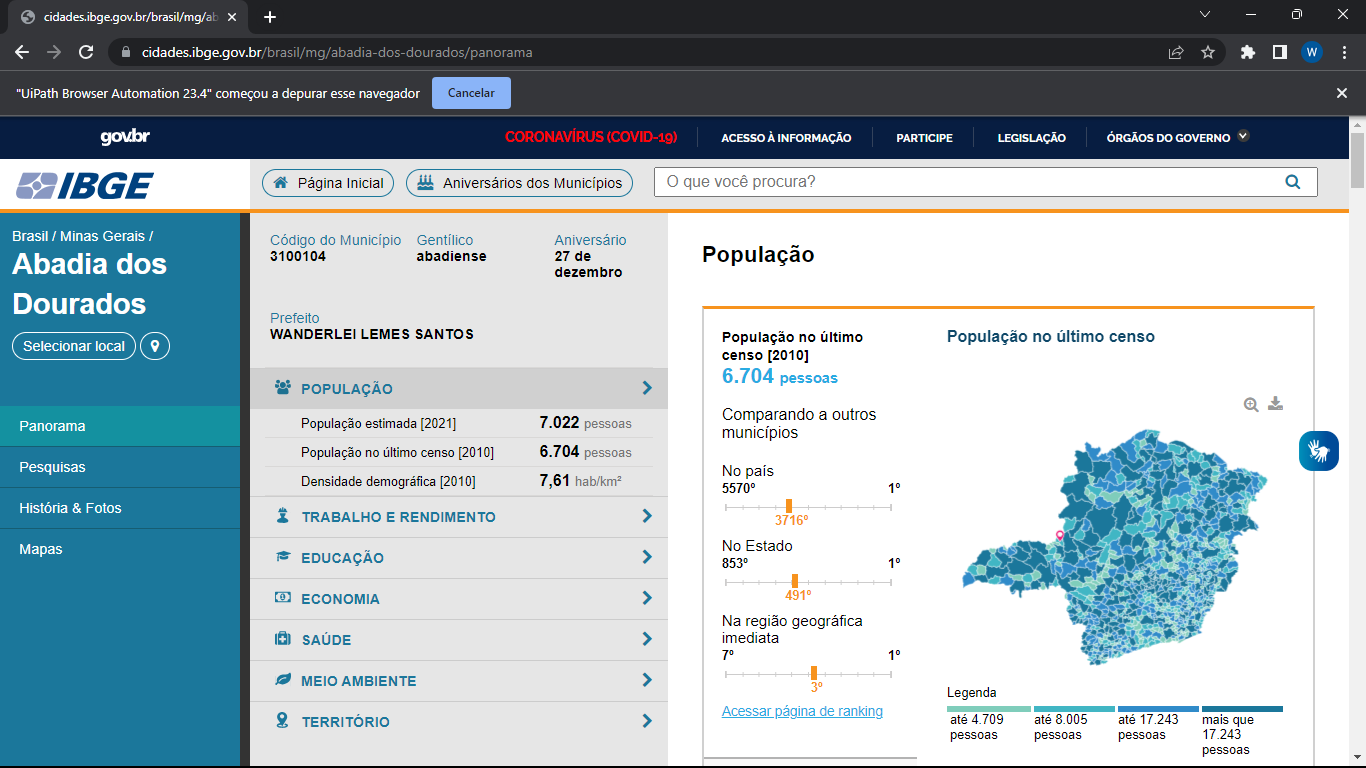 cidades.ibge.gov.br/brasil/mg/ab
cidades.ibge.gov.br/brasil/mg/abadia-dos-dourados/panorama
W
"UiPath Browser Automation 23.4" começou a depurar esse navegador
Cancelar
gov.br
CORONAVÍRUS (COVID-19)
ACESSO À INFORMAÇÃO
PARTICIPE
LEGISLAÇÃO
ÓRGÃOS DO GOVERNO
IBGE
Página Inicial
Aniversários dos Municípios
O que você procura?
Brasil / Minas Gerais /
Abadia dos
Dourados
Selecionar local
Panorama
Pesquisas
História & Fotos
Mapas
Código do Município
3100104
Gentílico
abadiense
Aniversário
27 de
dezembro
Prefeito
WANDERLEI LEMES SANTOS
POPULAÇÃO
População estimada [2021] 7.022 pessoas
População no último censo [2010] 6.704 pessoas
Densidade demográfica [2010] 7,61 hab/km²
TRABALHO E RENDIMENTO
EDUCAÇÃO
ECONOMIA
SAÚDE
MEIO AMBIENTE
TERRITÓRIO
População
População no último
censo [2010]
6.704 pessoas
Comparando a outros
municípios
No país
5570º 1º
3716º
No Estado
853º 1º
491º
Na região geográfica
imediata
7º 1º
3º
Acessar página de ranking
População no último censo
Legenda
até 4.709
pessoas
até 8.005
pessoas
até 17.243
pessoas
mais que
17.243
pessoas